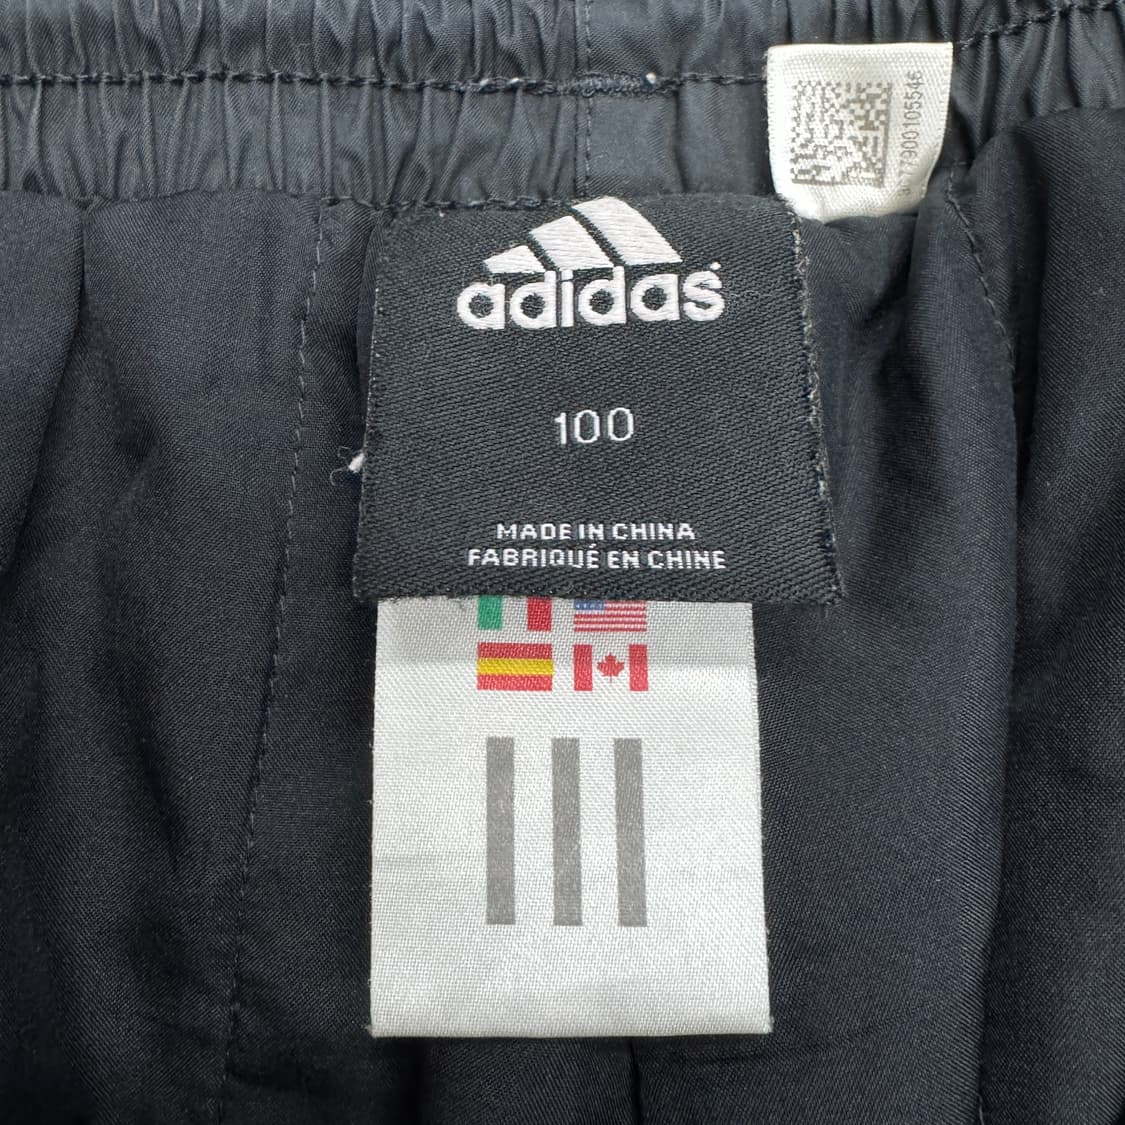 adidas
100
MADE IN CHINA
FABRIQUÉ EN CHINE